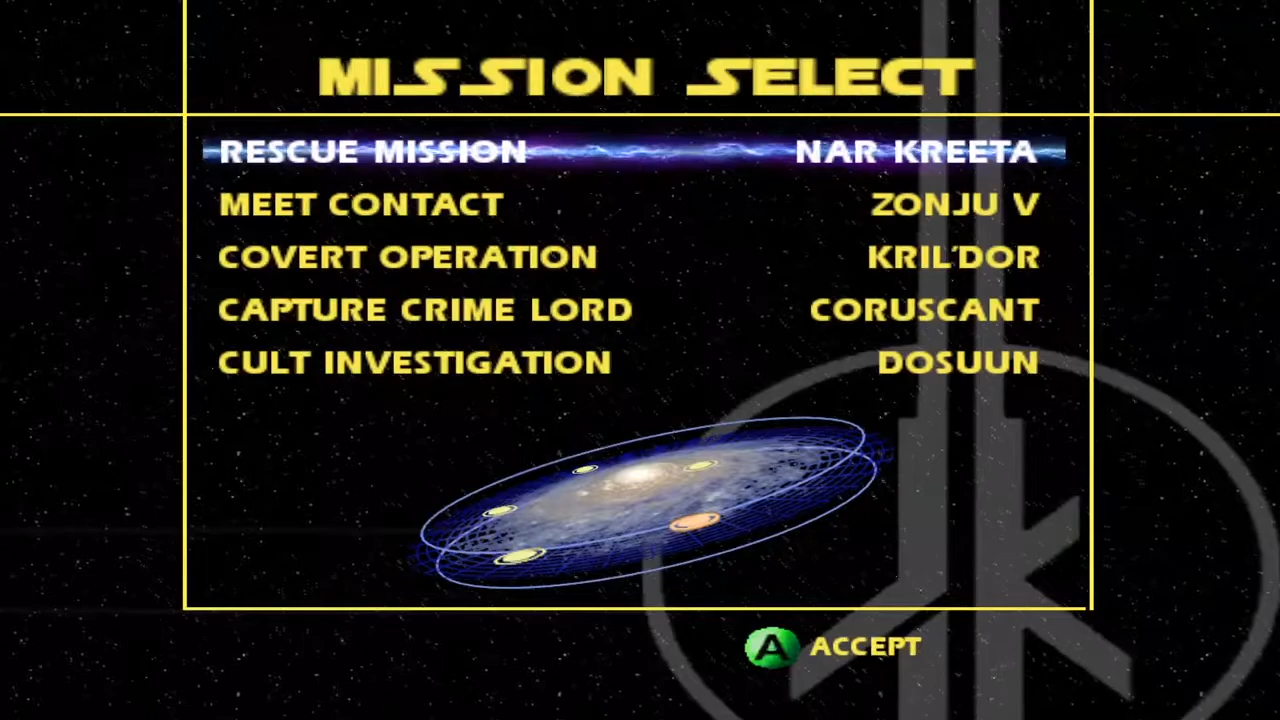 MISSION SELECT
RESCUE MISSION NAR KREETA
MEET CONTACT ZONJU V
COVERT OPERATION KRIL'DOR
CAPTURE CRIME LORD CORUSCANT
CULT INVESTIGATION DOSUUN
A ACCEPT